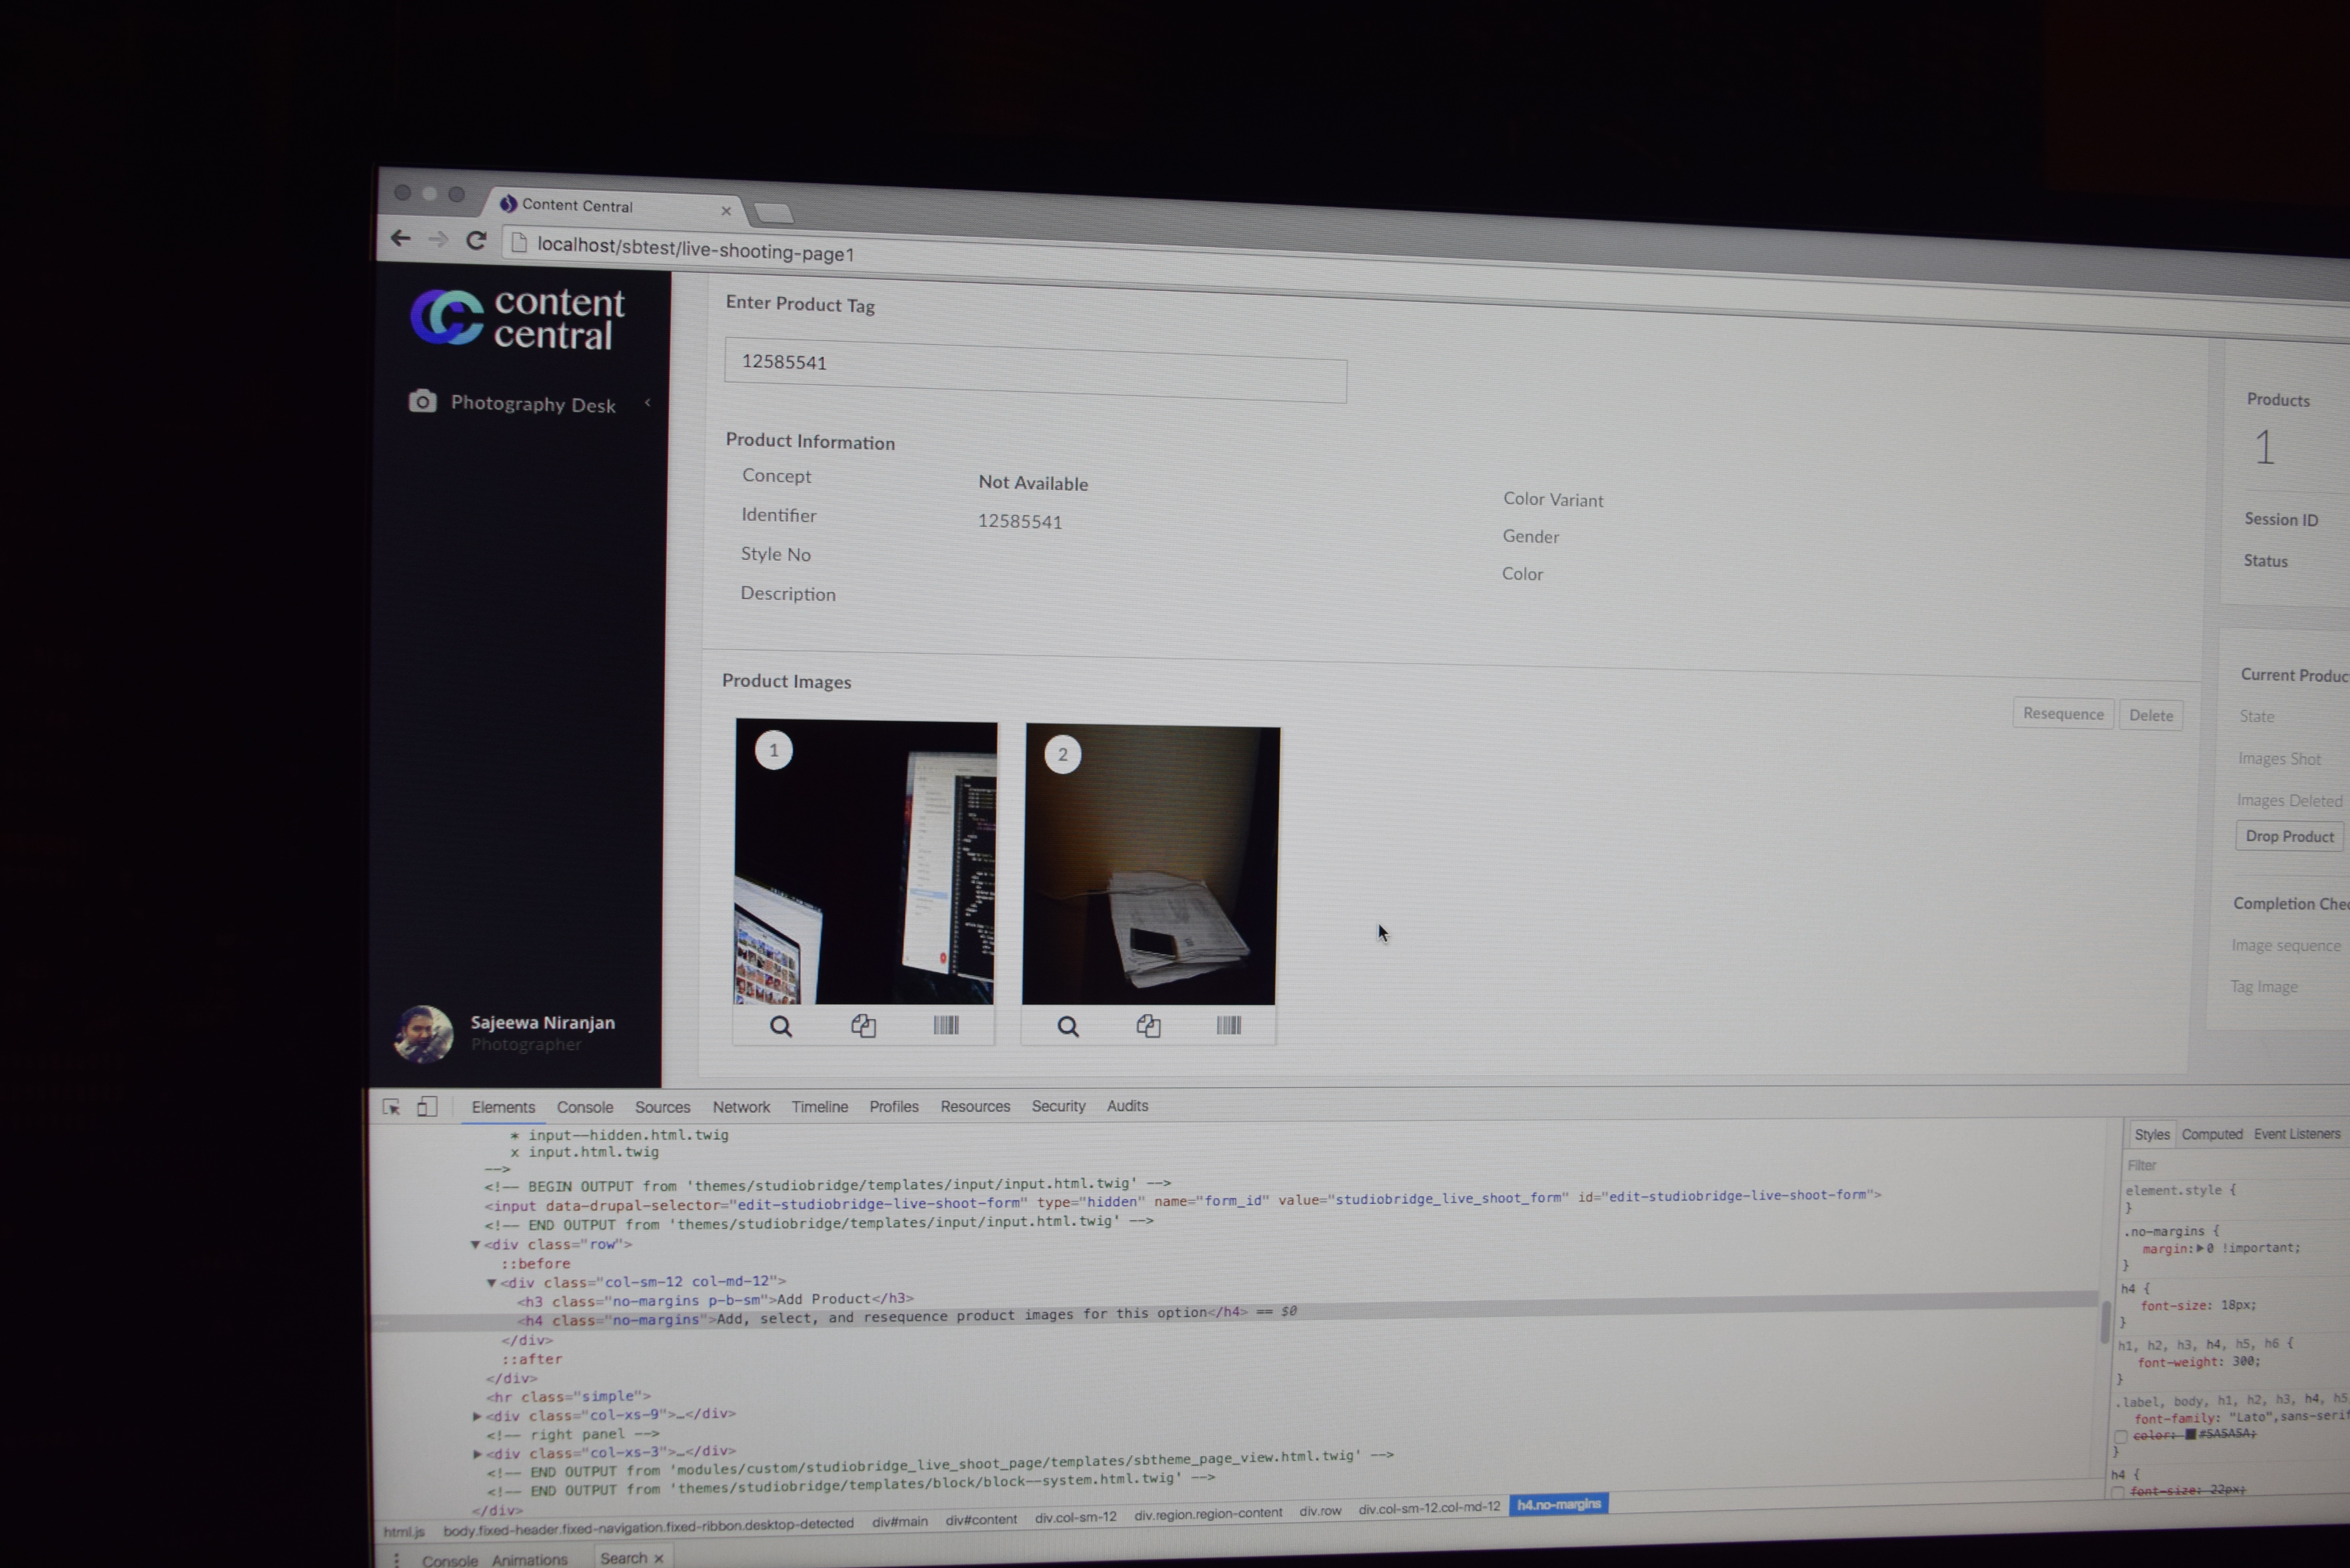 Content Central
localhost/sbtest/live-shooting-page1
content
central
Photography Desk
Enter Product Tag
12585541
Product Information
Concept Not Available
Identifier 12585541
Style No
Description
Color Variant
Gender
Color
Products
1
Session ID
Status
Product Images
Resequence Delete
1
2
Current Produc
State
Images Shot
Images Deleted
Drop Product
Completion Che
Image sequence
Tag Image
Sajeewa Niranjan
Photographer
Elements Console Sources Network Timeline Profiles Resources Security Audits
* input--hidden.html.twig
x input.html.twig
-->
<!-- BEGIN OUTPUT from 'themes/studiobridge/templates/input/input.html.twig' -->
<input data-drupal-selector="edit-studiobridge-live-shoot-form" type="hidden" name="form_id" value="studiobridge_live_shoot_form" id="edit-studiobridge-live-shoot-form">
<!-- END OUTPUT from 'themes/studiobridge/templates/input/input.html.twig' -->
▼<div class="row">
::before
▼<div class="col-sm-12 col-md-12">
<h3 class="no-margins p-b-sm">Add Product</h3>
<h4 class="no-margins">Add, select, and resequence product images for this option</h4> == $0
</div>
::after
</div>
<hr class="simple">
▶<div class="col-xs-9">…</div>
<!-- right panel -->
▶<div class="col-xs-3">…</div>
<!-- END OUTPUT from 'modules/custom/studiobridge_live_shoot_page/templates/sbtheme_page_view.html.twig' -->
<!-- END OUTPUT from 'themes/studiobridge/templates/block/block--system.html.twig' -->
</div>
html.js body.fixed-header.fixed-navigation.fixed-ribbon.desktop-detected div#main div#content div.col-sm-12 div.region.region-content div.row div.col-sm-12.col-md-12 h4.no-margins
Console Animations Search ×
Styles Computed Event Listeners
Filter
element.style {
}
.no-margins {
margin:▶0 !important;
}
h4 {
font-size: 18px;
}
h1, h2, h3, h4, h5, h6 {
font-weight: 300;
}
.label, body, h1, h2, h3, h4, h5
font-family: "Lato",sans-serif
color: #5A5A5A;
}
h4 {
font-size: 22px;